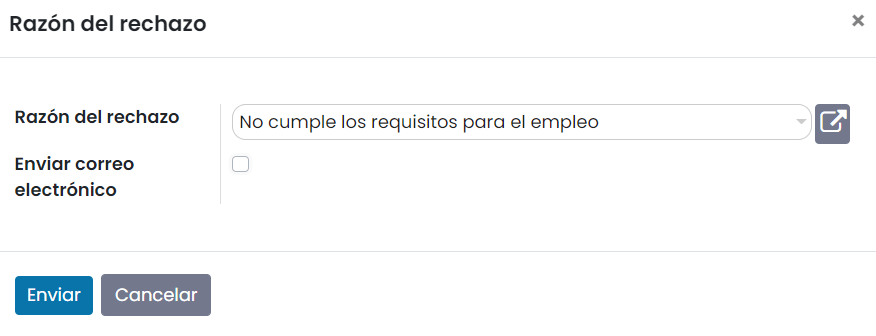 Razón del rechazo
×
Razón del rechazo
No cumple los requisitos para el empleo
Enviar correo
electrónico
Enviar
Cancelar